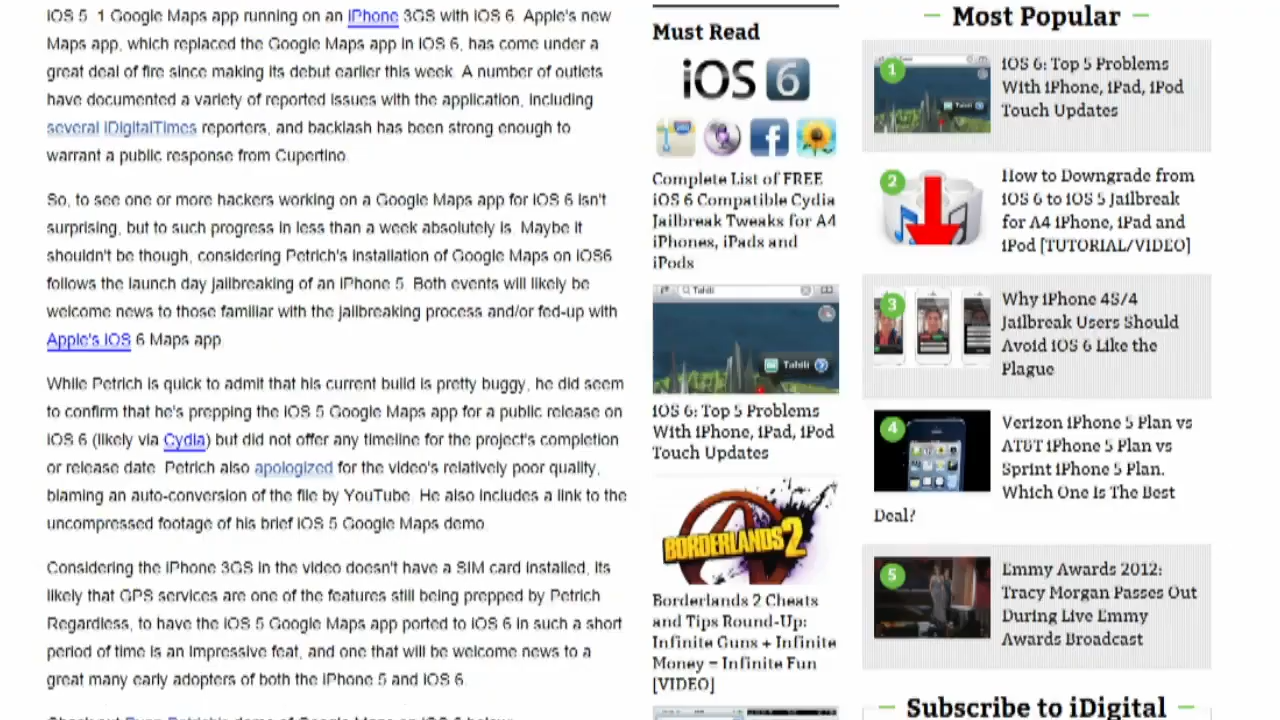 iOS 5.1 Google Maps app running on an iPhone 3GS with iOS 6. Apple's new
Maps app, which replaced the Google Maps app in iOS 6, has come under a
great deal of fire since making its debut earlier this week. A number of outlets
have documented a variety of reported issues with the application, including
several iDigitalTimes reporters, and backlash has been strong enough to
warrant a public response from Cupertino.
So, to see one or more hackers working on a Google Maps app for iOS 6 isn't
surprising, but to such progress in less than a week absolutely is. Maybe it
shouldn't be though, considering Petrich's installation of Google Maps on iOS6
follows the launch day jailbreaking of an iPhone 5. Both events will likely be
welcome news to those familiar with the jailbreaking process and/or fed-up with
Apple's iOS 6 Maps app.
While Petrich is quick to admit that his current build is pretty buggy, he did seem
to confirm that he's prepping the iOS 5 Google Maps app for a public release on
iOS 6 (likely via Cydia) but did not offer any timeline for the project's completion
or release date. Petrich also apologized for the video's relatively poor quality,
blaming an auto-conversion of the file by YouTube. He also includes a link to the
uncompressed footage of his brief iOS 5 Google Maps demo.
Considering the iPhone 3GS in the video doesn't have a SIM card installed, its
likely that GPS services are one of the features still being prepped by Petrich.
Regardless, to have the iOS 5 Google Maps app ported to iOS 6 in such a short
period of time is an impressive feat, and one that will be welcome news to a
great many early adopters of both the iPhone 5 and iOS 6.
Check out Ryan Petrich's demo of Google Maps on iOS 6 below:
Must Read
iOS 6
Complete List of FREE
iOS 6 Compatible Cydia
Jailbreak Tweaks for A4
iPhones, iPads and
iPods
Tahiti
Tahiti
iOS 6: Top 5 Problems
With iPhone, iPad, iPod
Touch Updates
BORDERLANDS 2
Borderlands 2 Cheats
and Tips Round-Up:
Infinite Guns + Infinite
Money = Infinite Fun
[VIDEO]
Most Popular
1
Tahiti
iOS 6: Top 5 Problems
With iPhone, iPad, iPod
Touch Updates
2
How to Downgrade from
iOS 6 to iOS 5 Jailbreak
for A4 iPhone, iPad and
iPod [TUTORIAL/VIDEO]
3
Why iPhone 4S/4
Jailbreak Users Should
Avoid iOS 6 Like the
Plague
4
Verizon iPhone 5 Plan vs
AT&T iPhone 5 Plan vs
Sprint iPhone 5 Plan.
Which One Is The Best
Deal?
5
Emmy Awards 2012:
Tracy Morgan Passes Out
During Live Emmy
Awards Broadcast
Subscribe to iDigital